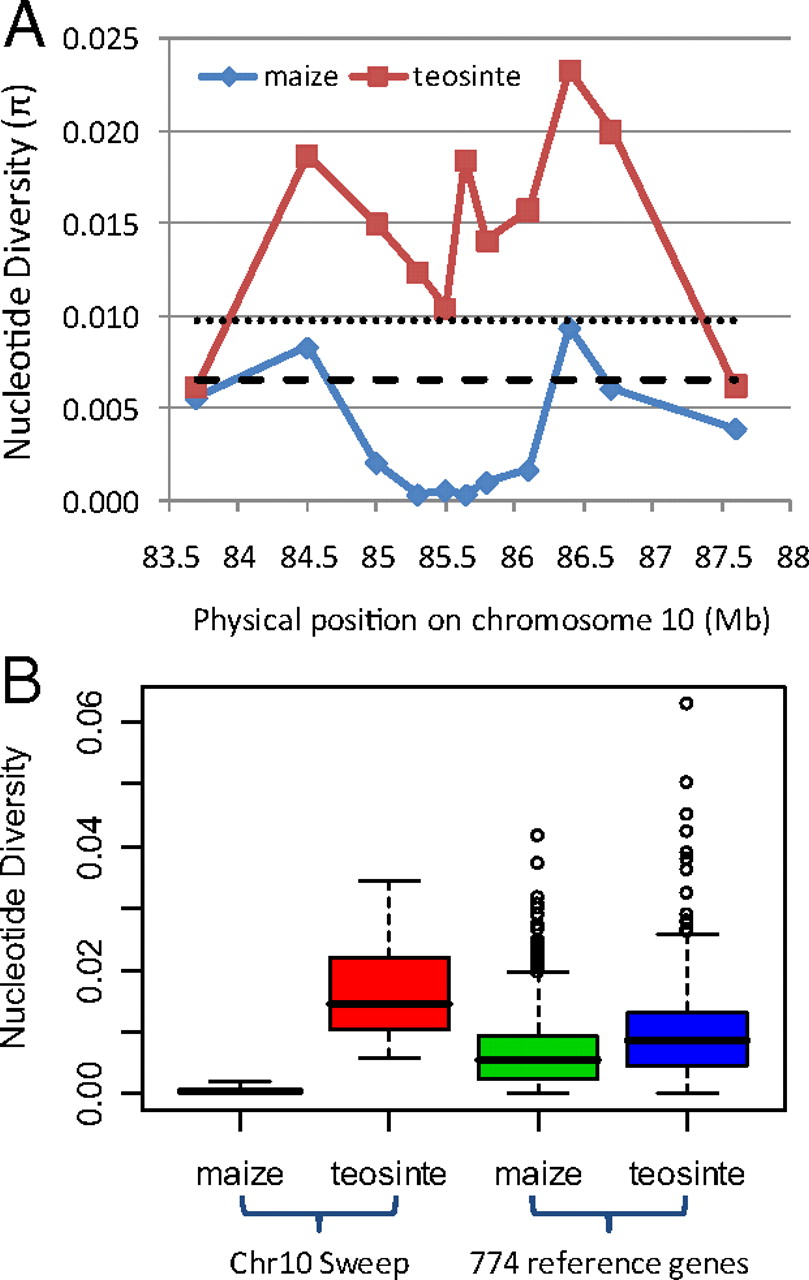 A
0.025
0.020
0.015
0.010
0.005
0.000
Nucleotide Diversity (π)
maize teosinte
83.5 84 84.5 85 85.5 86 86.5 87 87.5 88
Physical position on chromosome 10 (Mb)
B
0.06
0.04
0.02
0.00
Nucleotide Diversity
maize teosinte maize teosinte
Chr10 Sweep 774 reference genes